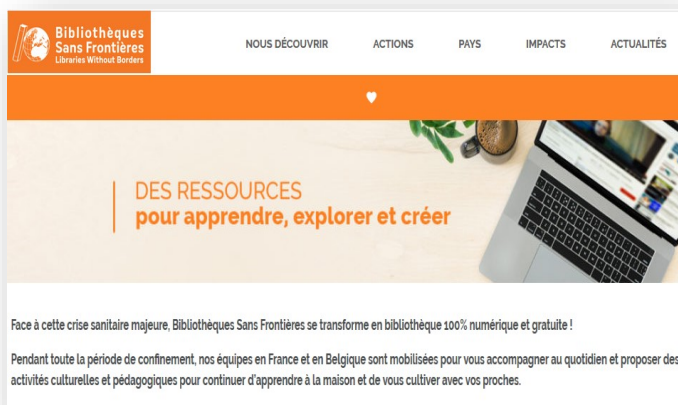 Bibliothèques
Sans Frontières
Libraries Without Borders
NOUS DÉCOUVRIR ACTIONS PAYS IMPACTS ACTUALITÉS
DES RESSOURCES
pour apprendre, explorer et créer
Face à cette crise sanitaire majeure, Bibliothèques Sans Frontières se transforme en bibliothèque 100% numérique et gratuite !
Pendant toute la période de confinement, nos équipes en France et en Belgique sont mobilisées pour vous accompagner au quotidien et proposer des
activités culturelles et pédagogiques pour continuer d'apprendre à la maison et de vous cultiver avec vos proches.